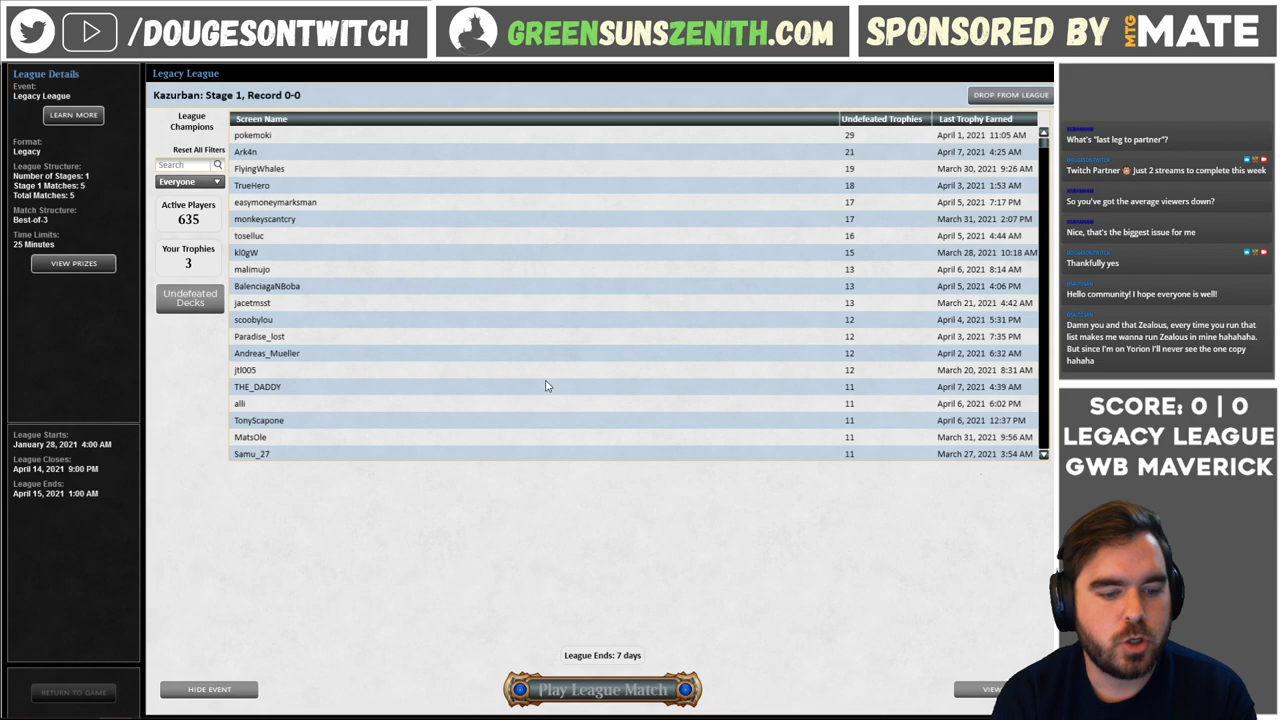 /DOUGESONTWITCH
GREENSUNSZENITH.COM
SPONSORED BY MTG MATE
League Details
Event:
Legacy League
LEARN MORE
Format:
Legacy
League Structure:
Number of Stages: 1
Stage 1 Matches: 5
Total Matches: 5
Match Structure:
Best-of-3
Time Limits:
25 Minutes
VIEW PRIZES
League Starts:
January 28, 2021 4:00 AM
League Closes:
April 14, 2021 9:00 PM
League Ends:
April 15, 2021 1:00 AM
RETURN TO GAME
Legacy League
Kazurban: Stage 1, Record 0-0
DROP FROM LEAGUE
League
Champions
Reset All Filters
Search
Everyone
Active Players
635
Your Trophies
3
Undefeated
Decks
Screen Name Undefeated Trophies Last Trophy Earned
pokemoki 29 April 1, 2021 11:05 AM
Ark4n 21 April 7, 2021 4:25 AM
FlyingWhales 19 March 30, 2021 9:26 AM
TrueHero 18 April 3, 2021 1:53 AM
easymoneymarksman 17 April 5, 2021 7:17 PM
monkeyscantcry 17 March 31, 2021 2:07 PM
toselluc 16 April 5, 2021 4:44 AM
kl0gW 15 March 28, 2021 10:18 AM
malimujo 13 April 6, 2021 8:14 AM
BalenciagaNBoba 13 April 5, 2021 4:06 PM
jacetmsst 13 March 21, 2021 4:42 AM
scoobylou 12 April 4, 2021 5:31 PM
Paradise_lost 12 April 3, 2021 7:35 PM
Andreas_Mueller 12 April 2, 2021 6:32 AM
jtl005 12 March 20, 2021 8:31 AM
THE_DADDY 11 April 7, 2021 4:39 AM
alli 11 April 6, 2021 6:02 PM
TonyScapone 11 April 6, 2021 12:37 PM
MatsOle 11 March 31, 2021 9:56 AM
Samu_27 11 March 27, 2021 3:54 AM
League Ends: 7 days
HIDE EVENT
Play League Match
VIEW
What's "last leg to partner"?
DOUGESONTWITCH
Twitch Partner Just 2 streams to complete this week
So you've got the average viewers down?
Nice, that's the biggest issue for me
DOUGESONTWITCH
Thankfully yes
Hello community! I hope everyone is well!
Damn you and that Zealous, every time you run that
list makes me wanna run Zealous in mine hahahaha.
But since I'm on Yorion I'll never see the one copy
hahaha
SCORE: 0 | 0
LEGACY LEAGUE
GWB MAVERICK